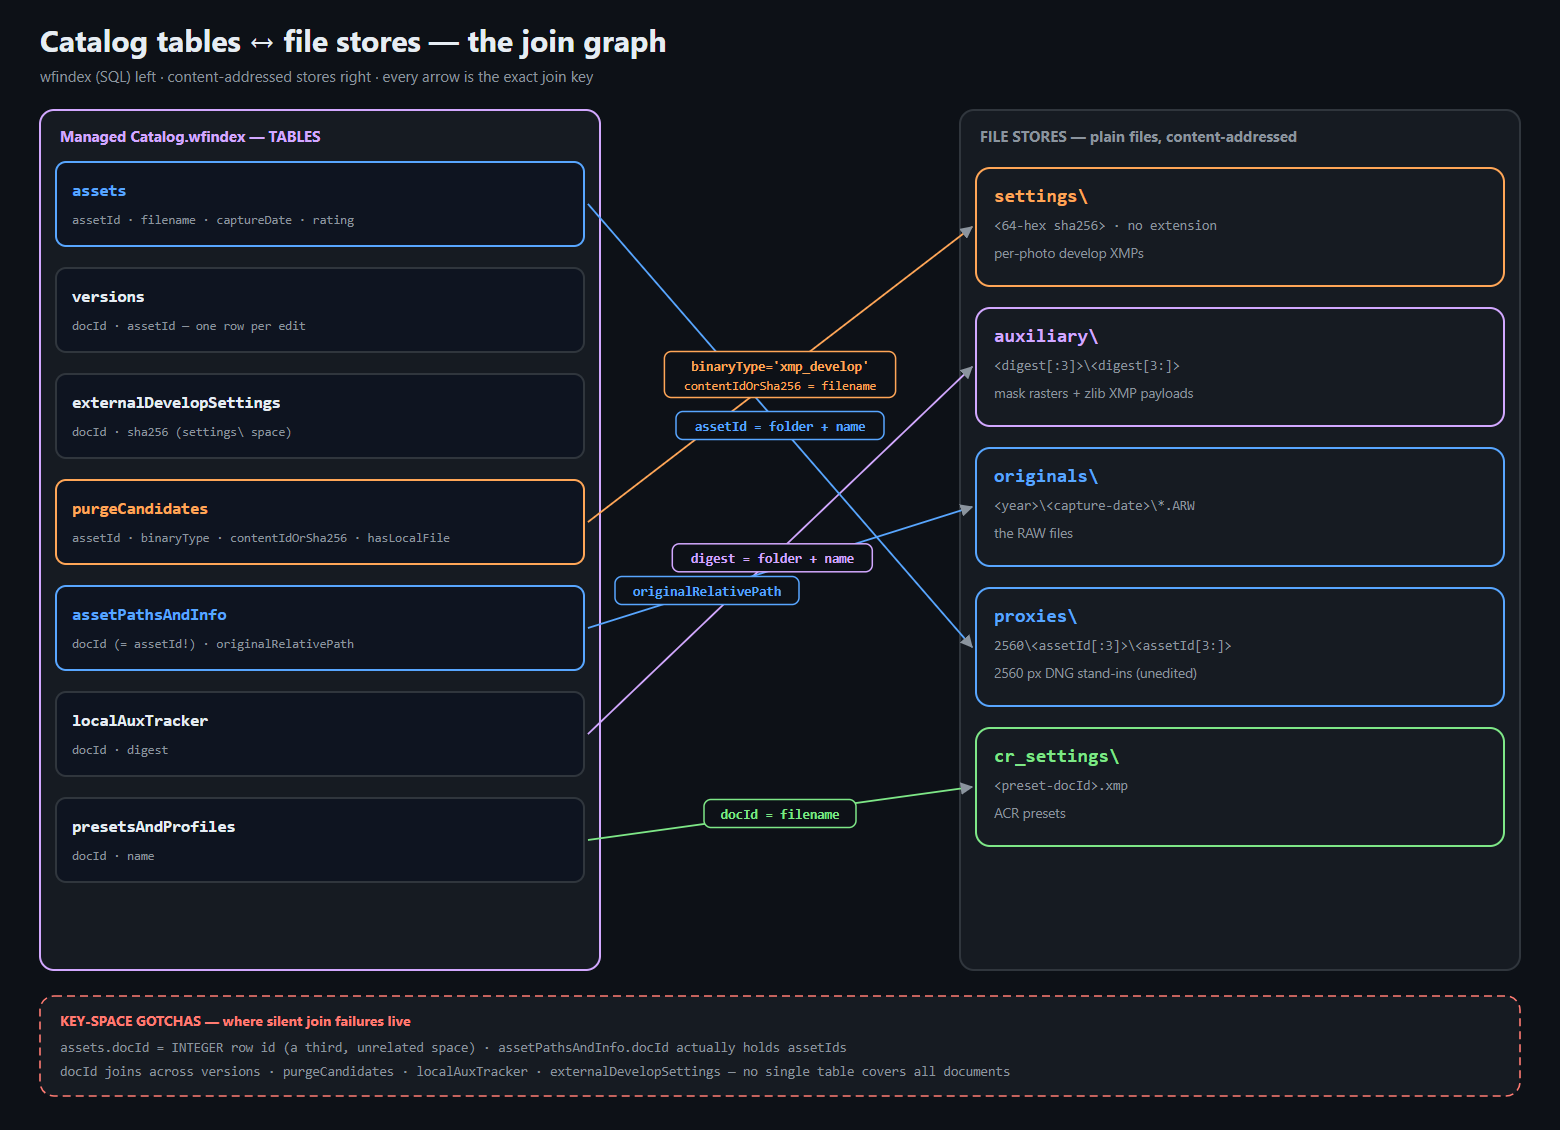 Catalog tables ↔ file stores — the join graph
wfindex (SQL) left · content-addressed stores right · every arrow is the exact join key
Managed Catalog.wfindex — TABLES
assets
assetId · filename · captureDate · rating
versions
docId · assetId — one row per edit
externalDevelopSettings
docId · sha256 (settings\ space)
purgeCandidates
assetId · binaryType · contentIdOrSha256 · hasLocalFile
assetPathsAndInfo
docId (= assetId!) · originalRelativePath
localAuxTracker
docId · digest
presetsAndProfiles
docId · name
binaryType='xmp_develop'
contentIdOrSha256 = filename
assetId = folder + name
digest = folder + name
originalRelativePath
docId = filename
FILE STORES — plain files, content-addressed
settings\
<64-hex sha256> · no extension
per-photo develop XMPs
auxiliary\
<digest[:3]>\<digest[3:]>
mask rasters + zlib XMP payloads
originals\
<year>\<capture-date>\*.ARW
the RAW files
proxies\
2560\<assetId[:3]>\<assetId[3:]>
2560 px DNG stand-ins (unedited)
cr_settings\
<preset-docId>.xmp
ACR presets
KEY-SPACE GOTCHAS — where silent join failures live
assets.docId = INTEGER row id (a third, unrelated space) · assetPathsAndInfo.docId actually holds assetIds
docId joins across versions · purgeCandidates · localAuxTracker · externalDevelopSettings — no single table covers all documents